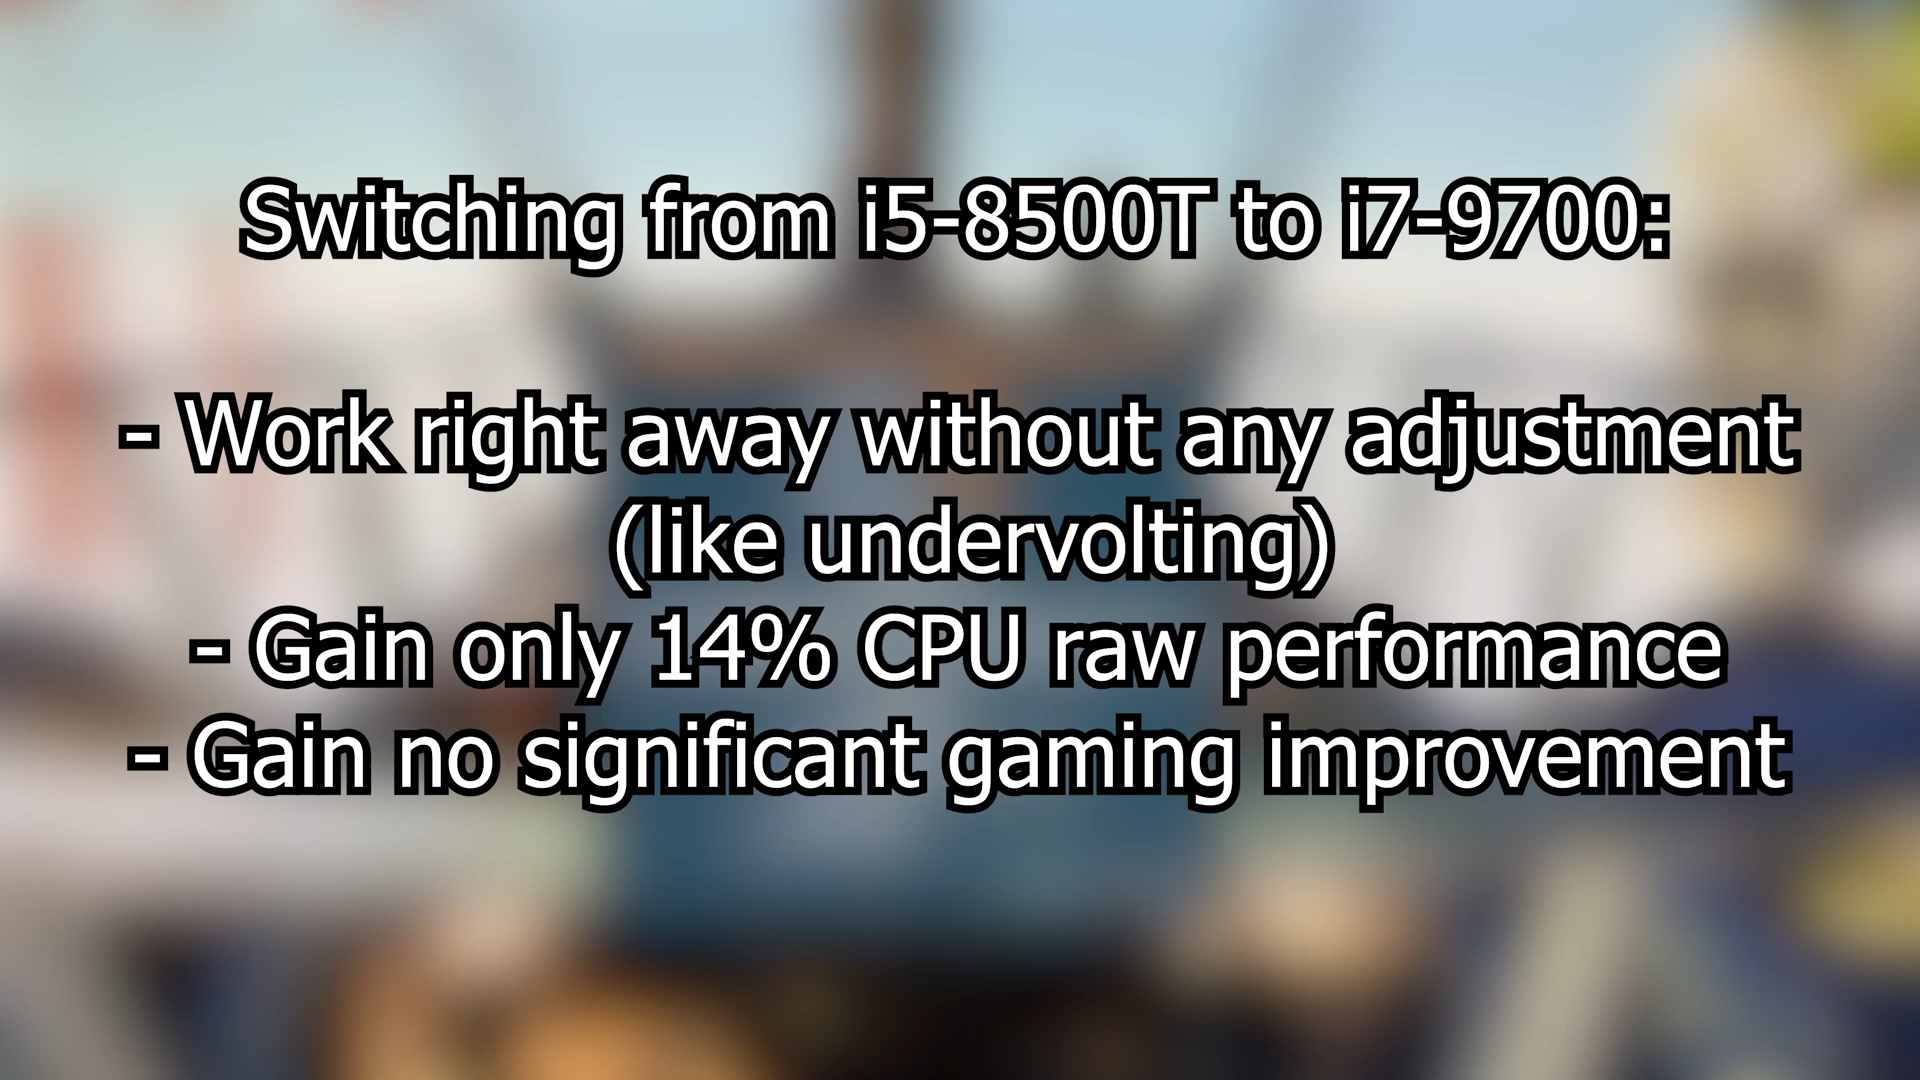 Switching from i5-8500T to i7-9700:
- Work right away without any adjustment
(like undervolting)
- Gain only 14% CPU raw performance
- Gain no significant gaming improvement